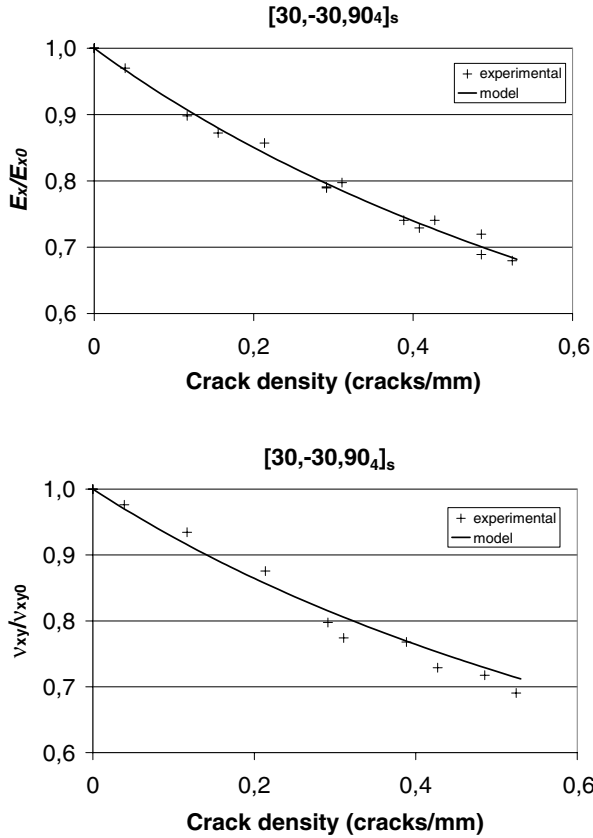 [30,-30,90₄]s
1,0
0,9
0,8
0,7
0,6
Eₓ/Eₓ₀
experimental
model
0 0,2 0,4 0,6
Crack density (cracks/mm)
[30,-30,90₄]s
1,0
0,9
0,8
0,7
0,6
νxy/νxy0
experimental
model
0 0,2 0,4 0,6
Crack density (cracks/mm)